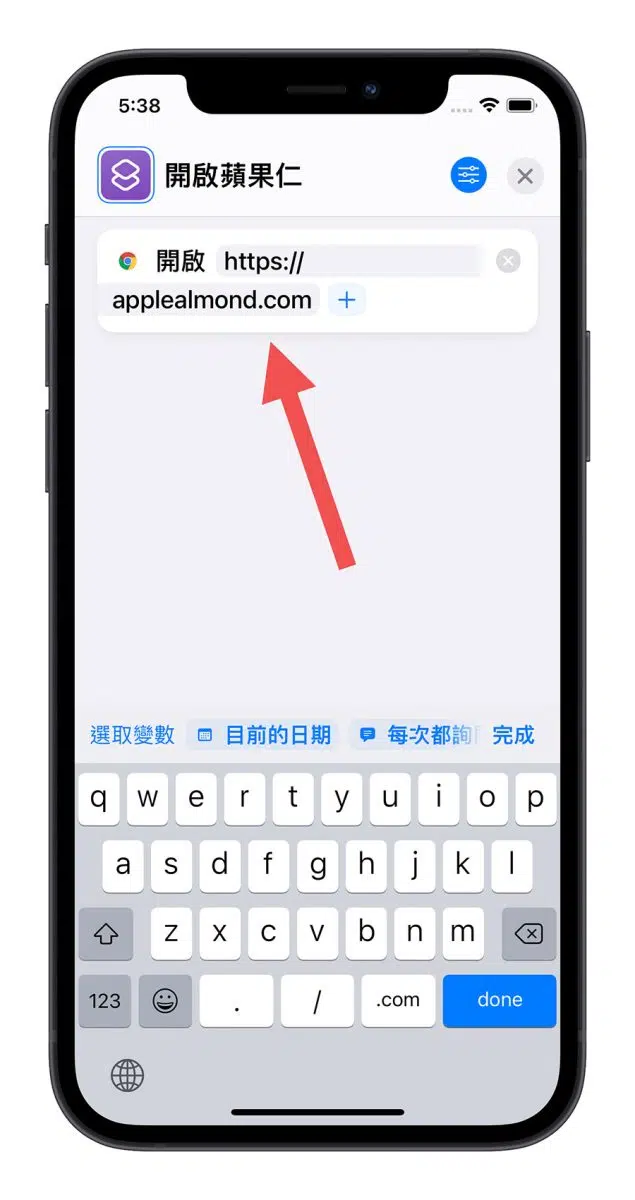 5:38
開啟蘋果仁
開啟 https://
applealmond.com +
選取變數 目前的日期 每次都詢 完成
q w e r t y u i o p
a s d f g h j k l
z x c v b n m
123 . / .com done